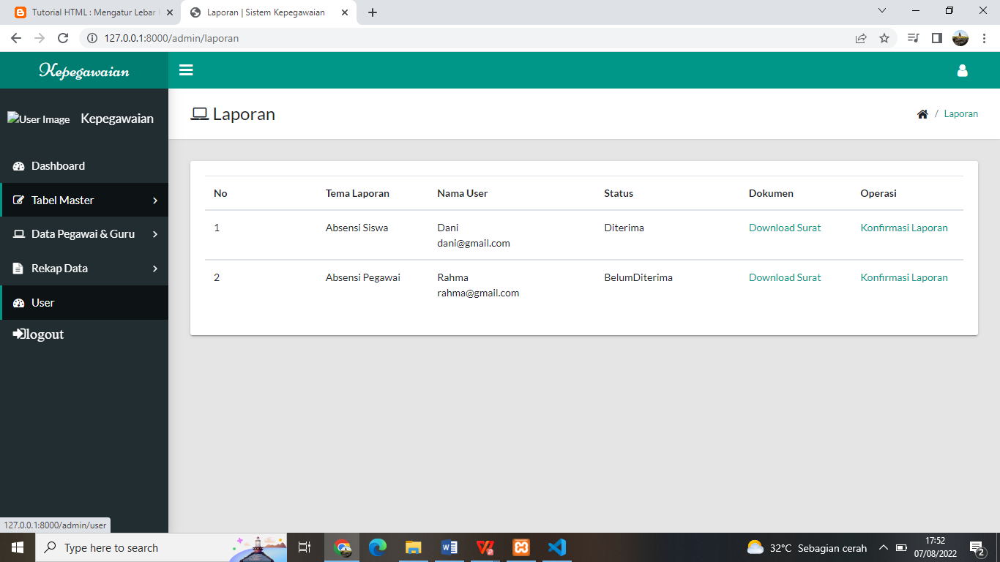 Tutorial HTML : Mengatur Lebar
Laporan | Sistem Kepegawaian
127.0.0.1:8000/admin/laporan
Kepegawaian
User Image
Kepegawaian
Laporan
/ Laporan
Dashboard
Tabel Master
Data Pegawai & Guru
Rekap Data
User
logout
No Tema Laporan Nama User Status Dokumen Operasi
1 Absensi Siswa Dani Diterima Download Surat Konfirmasi Laporan
dani@gmail.com
2 Absensi Pegawai Rahma BelumDiterima Download Surat Konfirmasi Laporan
rahma@gmail.com
127.0.0.1:8000/admin/user
Type here to search
32°C Sebagian cerah
17:52
07/08/2022
2